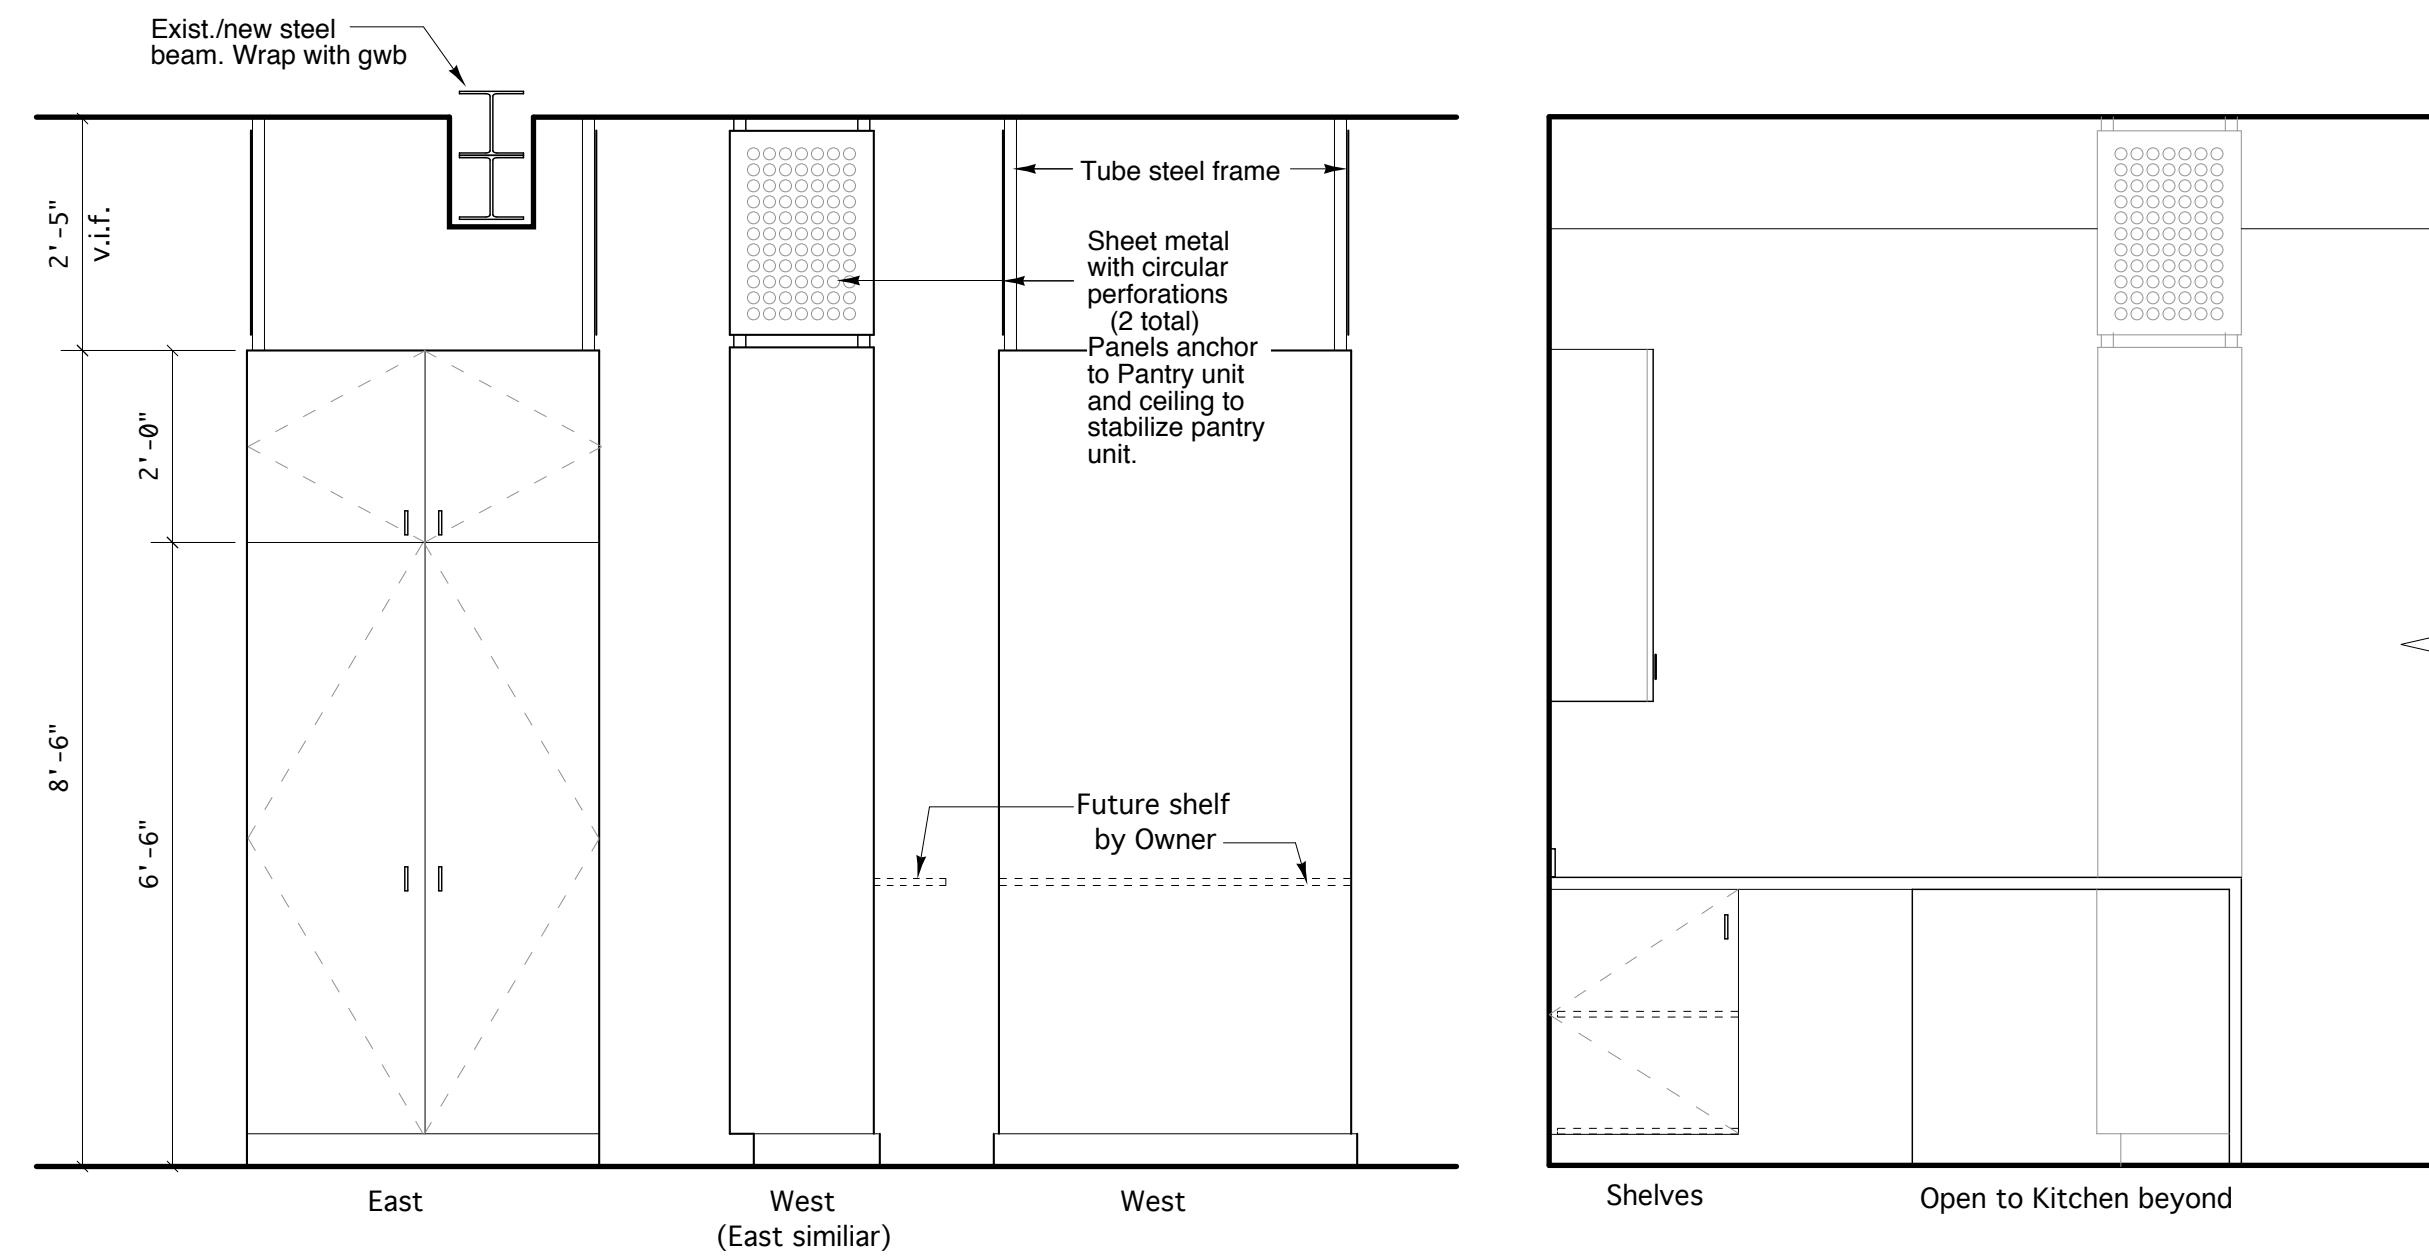 Exist./new steel
beam. Wrap with gwb
2'-5"
v.i.f.
Tube steel frame
Sheet metal
with circular
perforations
(2 total)
Panels anchor
to Pantry unit
and ceiling to
stabilize pantry
unit.
2'-0"
8'-6"
6'-6"
Future shelf
by Owner
East
West
(East similiar)
West
Shelves
Open to Kitchen beyond